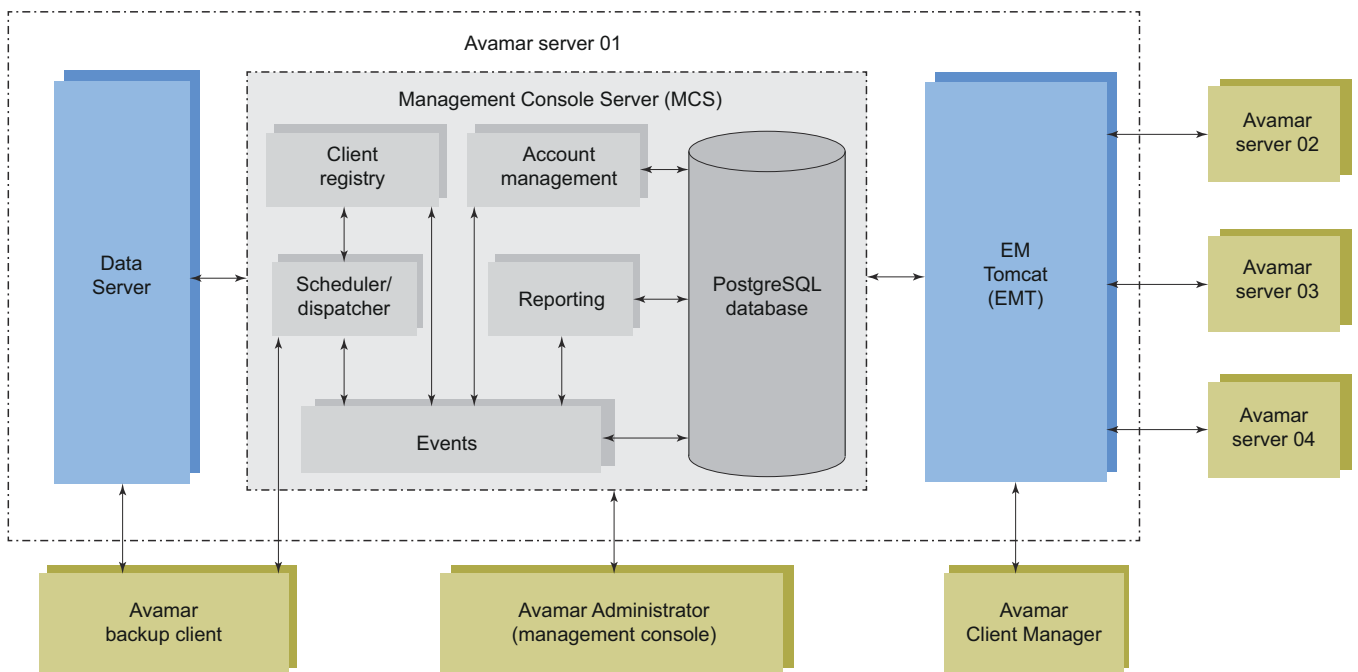 Avamar server 01
Management Console Server (MCS)
Client
registry
Account
management
Data
Server
Scheduler/
dispatcher
Reporting
PostgreSQL
database
Events
EM
Tomcat
(EMT)
Avamar
server 02
Avamar
server 03
Avamar
server 04
Avamar
backup client
Avamar Administrator
(management console)
Avamar
Client Manager